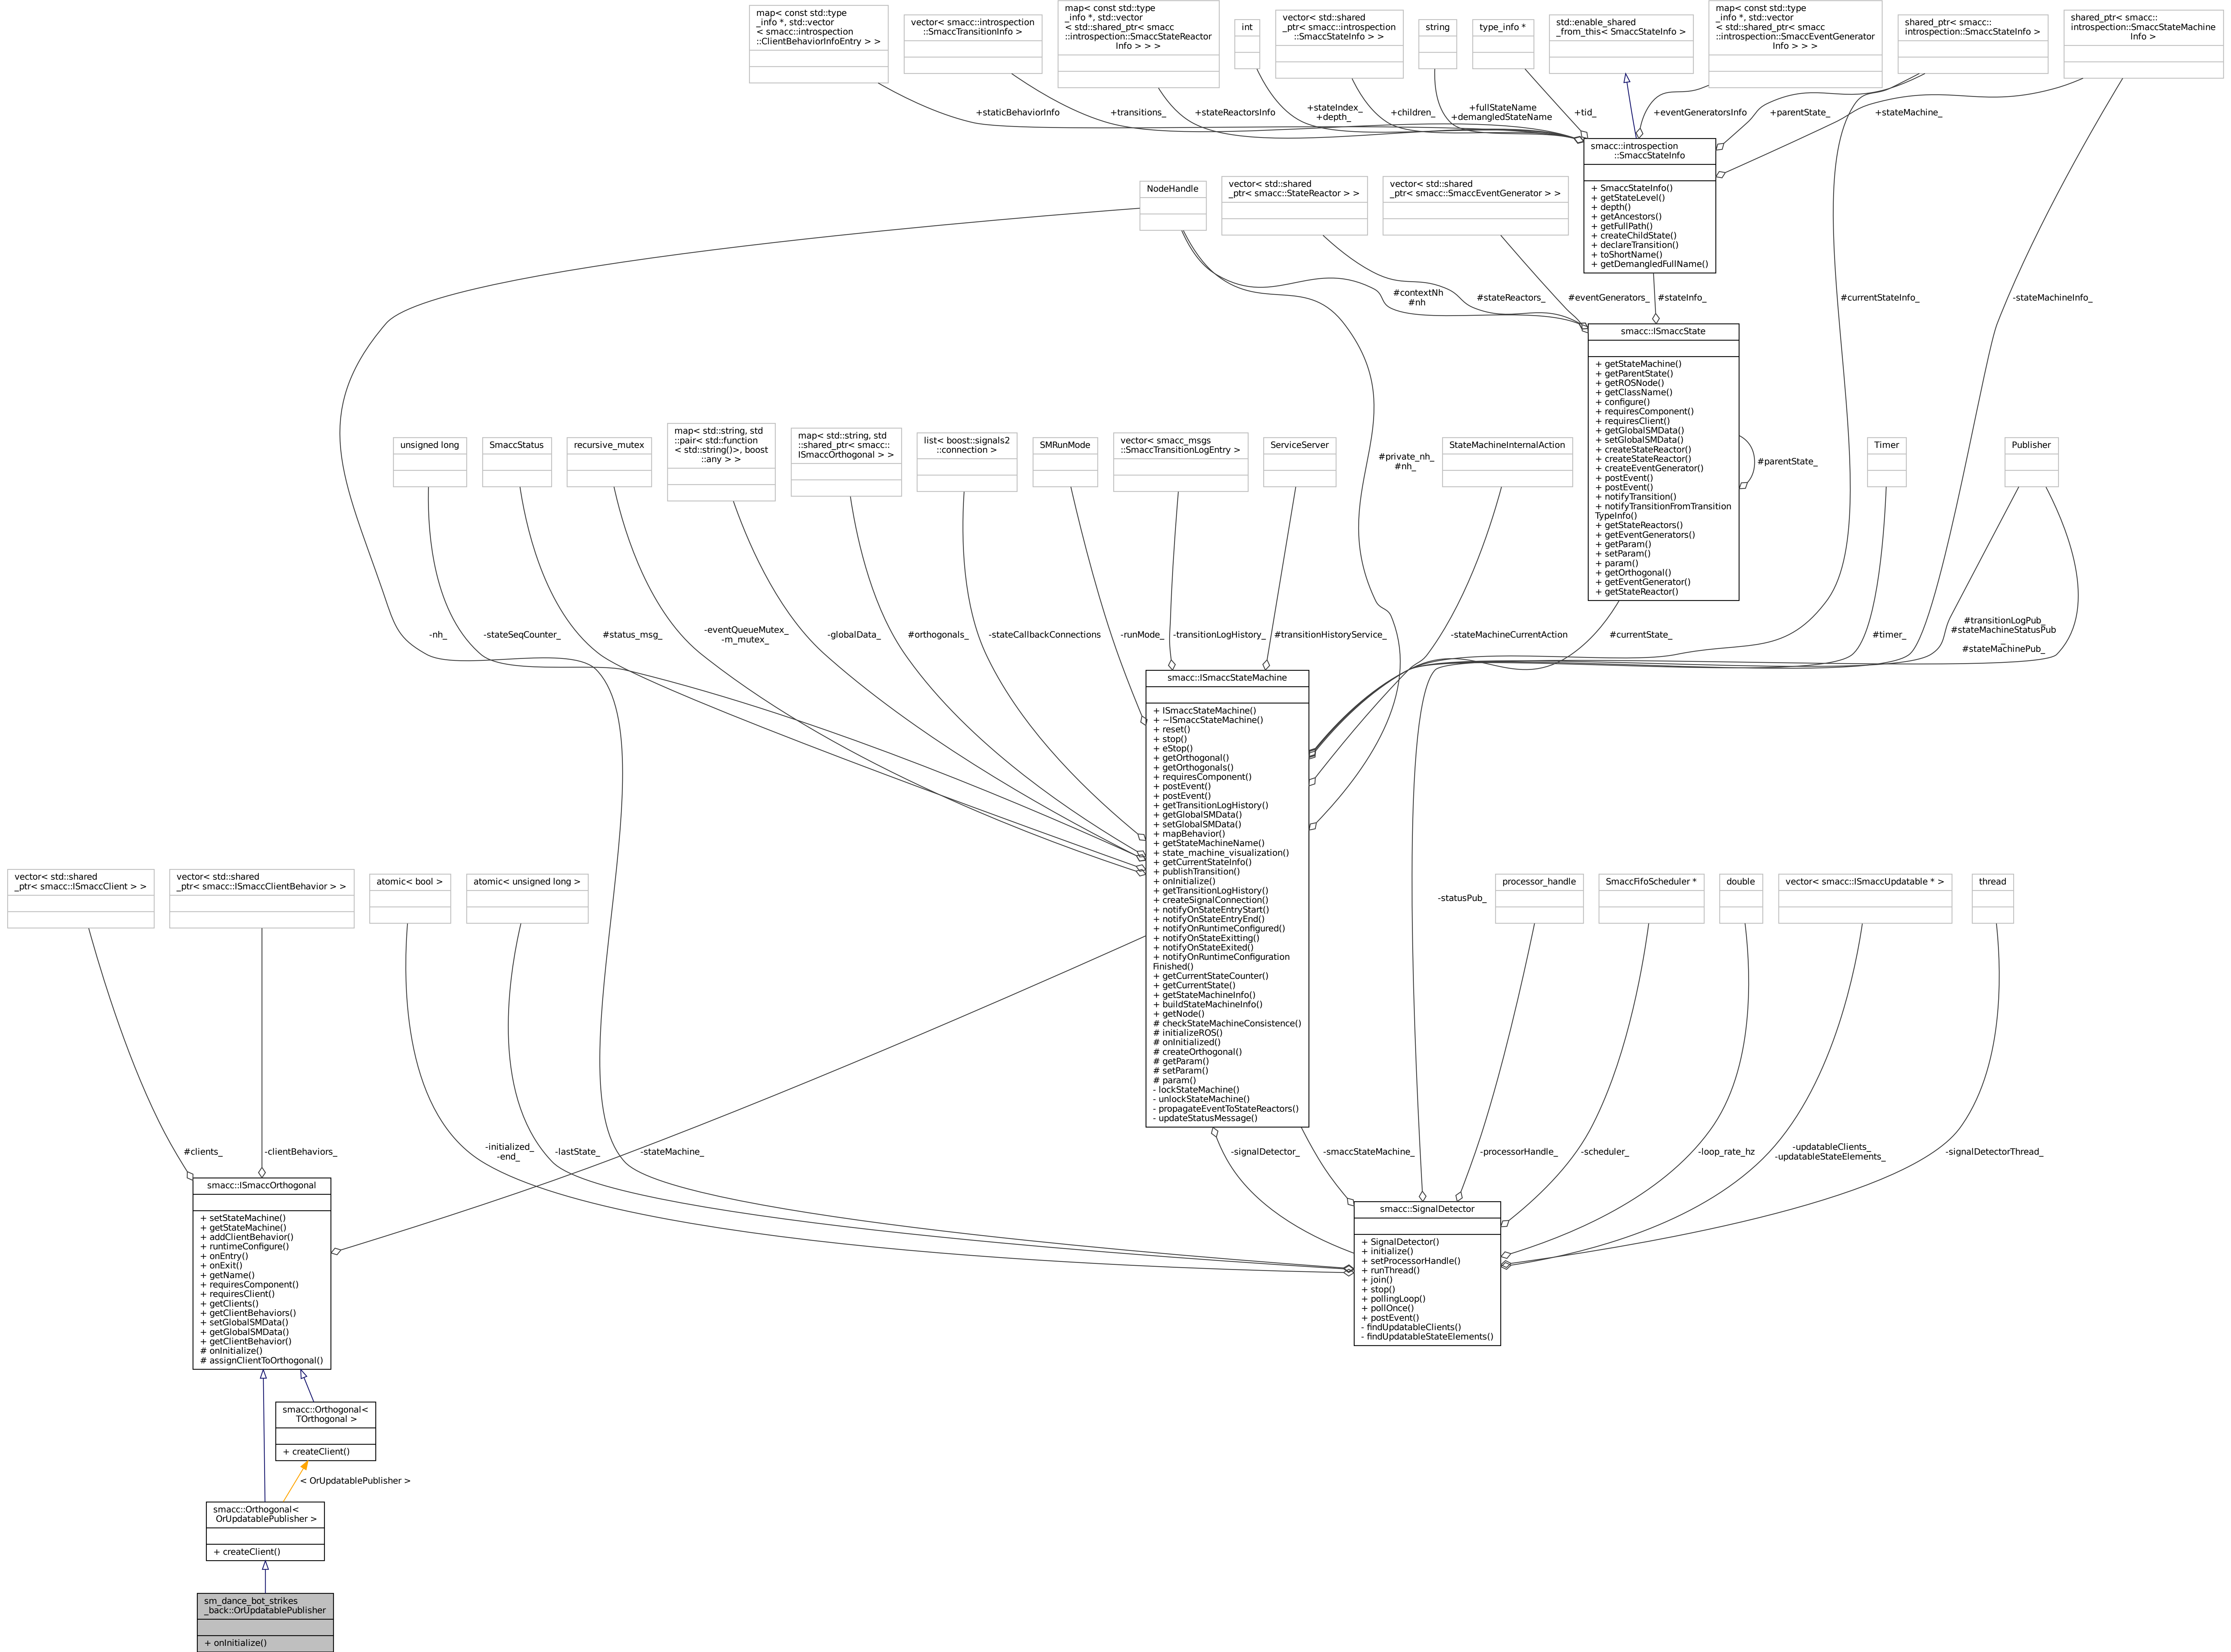 map< const std::type
_info *, std::vector
< smacc::introspection
::ClientBehaviorInfoEntry > >
vector< smacc::introspection
::SmaccTransitionInfo >
map< const std::type
_info *, std::vector
< std::shared_ptr< smacc
::introspection::SmaccStateReactor
Info > > >
int
vector< std::shared
_ptr< smacc::introspection
::SmaccStateInfo > >
string
type_info *
std::enable_shared
_from_this< SmaccStateInfo >
map< const std::type
_info *, std::vector
< std::shared_ptr< smacc
::introspection::SmaccEventGenerator
Info > > >
shared_ptr< smacc::
introspection::SmaccStateInfo >
shared_ptr< smacc::
introspection::SmaccStateMachine
Info >
+staticBehaviorInfo
+transitions_
+stateReactorsInfo
+stateIndex_
+depth_
+children_
+fullStateName
+demangledStateName
+tid_
+eventGeneratorsInfo
+parentState_
+stateMachine_
smacc::introspection
::SmaccStateInfo
+ SmaccStateInfo()
+ getStateLevel()
+ depth()
+ getAncestors()
+ getFullPath()
+ createChildState()
+ declareTransition()
+ toShortName()
+ getDemangledFullName()
NodeHandle
vector< std::shared
_ptr< smacc::StateReactor > >
vector< std::shared
_ptr< smacc::SmaccEventGenerator > >
#contextNh
#nh
#stateReactors_
#eventGenerators_
#stateInfo_
#currentStateInfo_
-stateMachineInfo_
smacc::ISmaccState
+ getStateMachine()
+ getParentState()
+ getROSNode()
+ getClassName()
+ configure()
+ requiresComponent()
+ requiresClient()
+ getGlobalSMData()
+ setGlobalSMData()
+ createStateReactor()
+ createStateReactor()
+ createEventGenerator()
+ postEvent()
+ postEvent()
+ notifyTransition()
+ notifyTransitionFromTransition
TypeInfo()
+ getStateReactors()
+ getEventGenerators()
+ getParam()
+ setParam()
+ param()
+ getOrthogonal()
+ getEventGenerator()
+ getStateReactor()
#parentState_
unsigned long
SmaccStatus
recursive_mutex
map< std::string, std
::pair< std::function
< std::string()>, boost
::any > >
map< std::string, std
::shared_ptr< smacc::
ISmaccOrthogonal > >
list< boost::signals2
::connection >
SMRunMode
vector< smacc_msgs
::SmaccTransitionLogEntry >
ServiceServer
#private_nh_
#nh_
StateMachineInternalAction
Timer
Publisher
-nh_
-stateSeqCounter_
#status_msg_
-eventQueueMutex_
-m_mutex_
-globalData_
#orthogonals_
-stateCallbackConnections
-runMode_
-transitionLogHistory_
#transitionHistoryService_
-stateMachineCurrentAction
#currentState_
#timer_
#transitionLogPub_
#stateMachineStatusPub
_
#stateMachinePub_
smacc::ISmaccStateMachine
+ ISmaccStateMachine()
+ ~ISmaccStateMachine()
+ reset()
+ stop()
+ eStop()
+ getOrthogonal()
+ getOrthogonals()
+ requiresComponent()
+ postEvent()
+ postEvent()
+ getTransitionLogHistory()
+ getGlobalSMData()
+ setGlobalSMData()
+ mapBehavior()
+ getStateMachineName()
+ state_machine_visualization()
+ getCurrentStateInfo()
+ publishTransition()
+ onInitialize()
+ getTransitionLogHistory()
+ createSignalConnection()
+ notifyOnStateEntryStart()
+ notifyOnStateEntryEnd()
+ notifyOnRuntimeConfigured()
+ notifyOnStateExitting()
+ notifyOnStateExited()
+ notifyOnRuntimeConfiguration
Finished()
+ getCurrentStateCounter()
+ getCurrentState()
+ getStateMachineInfo()
+ buildStateMachineInfo()
+ getNode()
# checkStateMachineConsistence()
# initializeROS()
# onInitialized()
# createOrthogonal()
# getParam()
# setParam()
# param()
- lockStateMachine()
- unlockStateMachine()
- propagateEventToStateReactors()
- updateStatusMessage()
vector< std::shared
_ptr< smacc::ISmaccClient > >
vector< std::shared
_ptr< smacc::ISmaccClientBehavior > >
atomic< bool >
atomic< unsigned long >
-statusPub_
processor_handle
SmaccFifoScheduler *
double
vector< smacc::ISmaccUpdatable * >
thread
#clients_
-clientBehaviors_
-initialized_
-end_
-lastState_
-stateMachine_
-signalDetector_
-smaccStateMachine_
-processorHandle_
-scheduler_
-loop_rate_hz
-updatableClients_
-updatableStateElements_
-signalDetectorThread_
smacc::ISmaccOrthogonal
+ setStateMachine()
+ getStateMachine()
+ addClientBehavior()
+ runtimeConfigure()
+ onEntry()
+ onExit()
+ getName()
+ requiresComponent()
+ requiresClient()
+ getClients()
+ getClientBehaviors()
+ setGlobalSMData()
+ getGlobalSMData()
+ getClientBehavior()
# onInitialize()
# assignClientToOrthogonal()
smacc::SignalDetector
+ SignalDetector()
+ initialize()
+ setProcessorHandle()
+ runThread()
+ join()
+ stop()
+ pollingLoop()
+ pollOnce()
+ postEvent()
- findUpdatableClients()
- findUpdatableStateElements()
smacc::Orthogonal<
TOrthogonal >
+ createClient()
< OrUpdatablePublisher >
smacc::Orthogonal<
OrUpdatablePublisher >
+ createClient()
sm_dance_bot_strikes
_back::OrUpdatablePublisher
+ onInitialize()